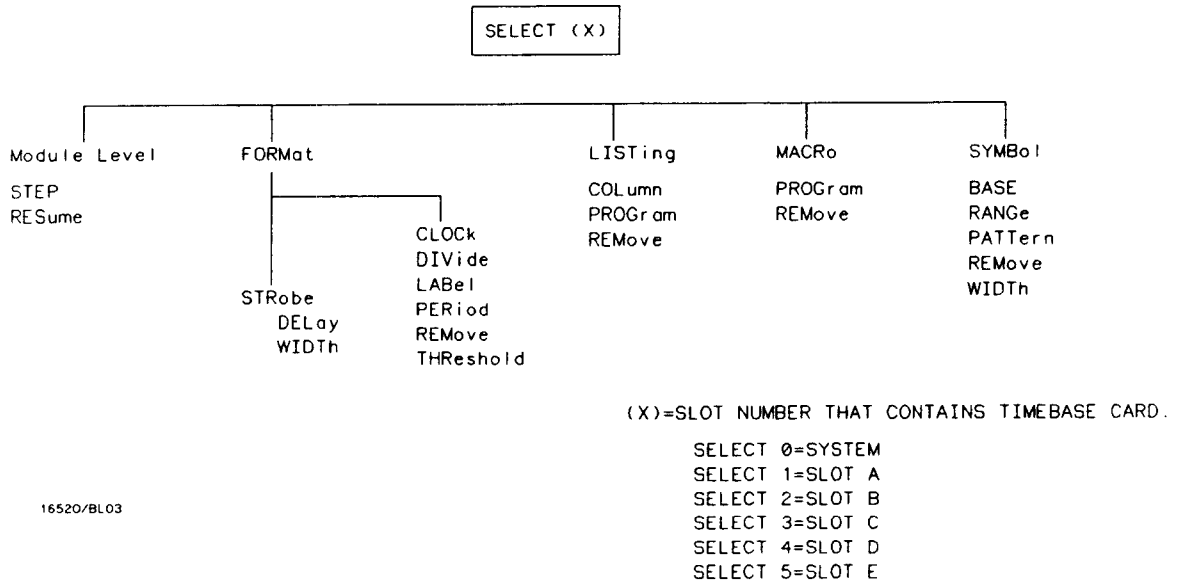 SELECT (X)
Module Level
STEP
RESume
FORMat
STRobe
DELay
WIDTh
CLOCk
DIVide
LABel
PERiod
REMove
THReshold
LISTing
COLumn
PROGram
REMove
MACRo
PROGram
REMove
SYMBol
BASE
RANGe
PATTern
REMove
WIDTh
(X)=SLOT NUMBER THAT CONTAINS TIMEBASE CARD.
SELECT 0=SYSTEM
SELECT 1=SLOT A
SELECT 2=SLOT B
SELECT 3=SLOT C
SELECT 4=SLOT D
SELECT 5=SLOT E
16520/BL03